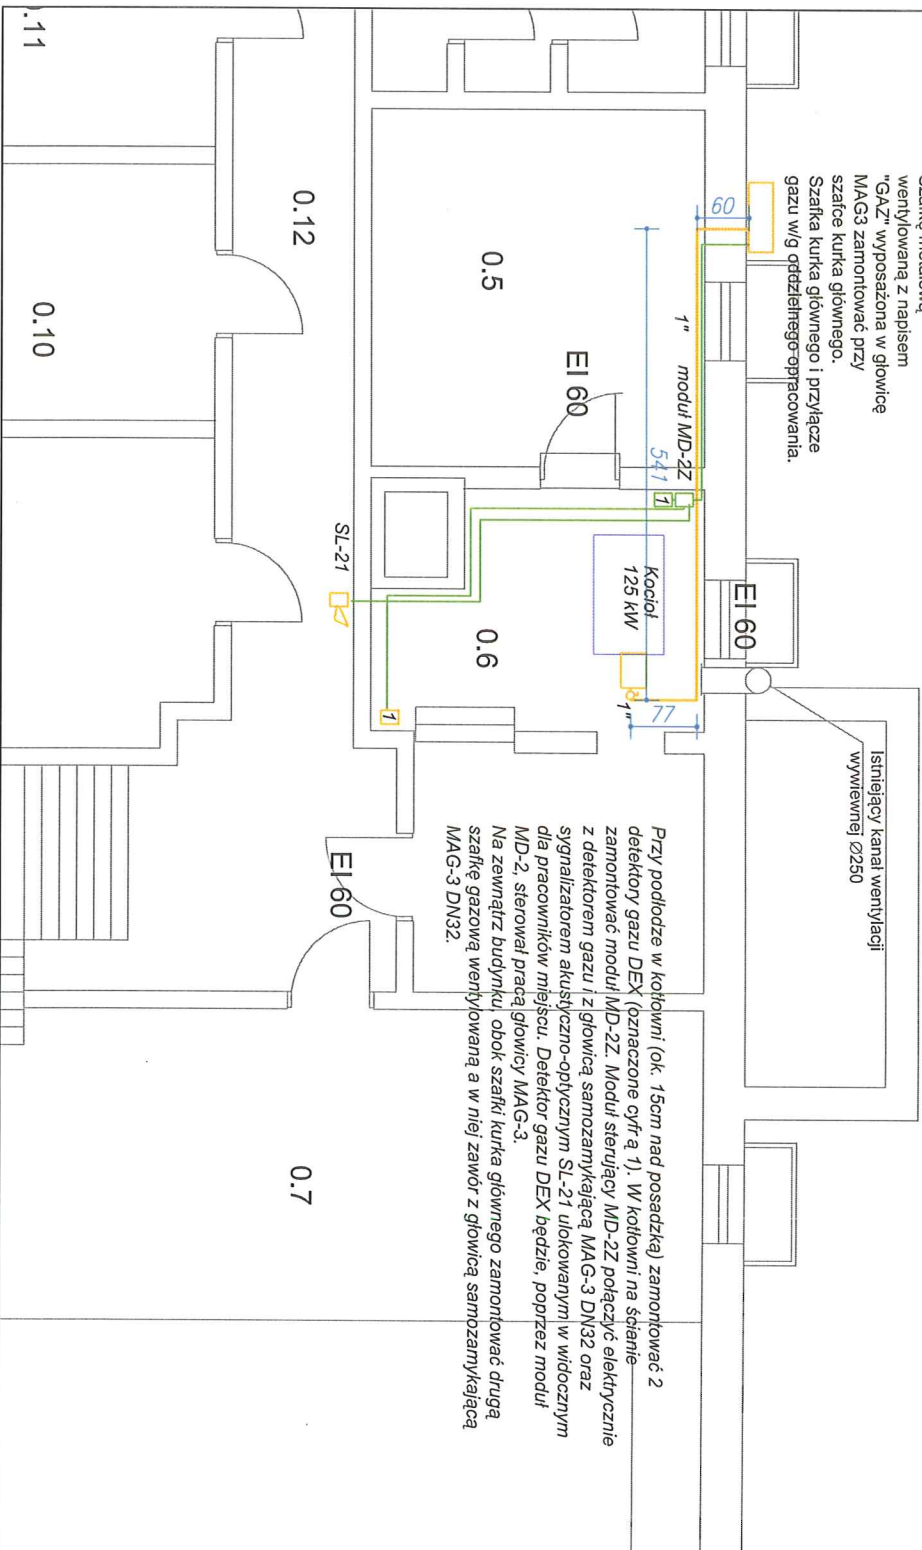 wentylowaną z napisem
"GAZ" wyposażona w głowicę
MAG3 zamontować przy
szafce kurka głównego.
Szafka kurka głównego i przyłącze
gazu w/g oddzielnego opracowania.
Istniejący kanał wentylacji
wywiewnej Ø250
60
1" moduł MD-2Z
541
EI 60
EI 60
Kocioł
125 kW
1"
77
1
1
0.5
0.6
SL-21
0.12
0.11
0.10
EI 60
0.7
Przy podłodze w kotłowni (ok. 15cm nad posadzką) zamontować 2
detektory gazu DEX (oznaczone cyfrą 1). W kotłowni na ścianie
zamontować moduł MD-2Z. Moduł sterujący MD-2Z połączyć elektrycznie
z detektorem gazu i z głowicą samozamykającą MAG-3 DN32 oraz
sygnalizatorem akustyczno-optycznym SL-21 ulokowanym w widocznym
dla pracowników miejscu. Detektor gazu DEX będzie, poprzez moduł
MD-2, sterował pracą głowicy MAG-3.
Na zewnątrz budynku, obok szafki kurka głównego zamontować drugą
szafkę gazową wentylowaną a w niej zawór z głowicą samozamykającą
MAG-3 DN32.